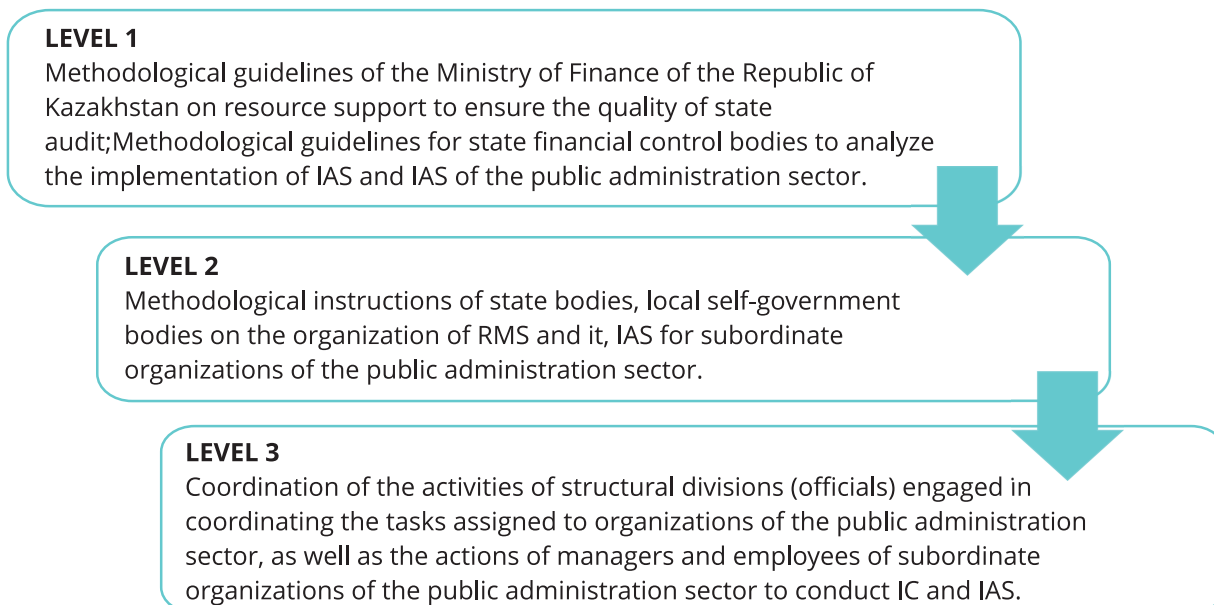 LEVEL 1
Methodological guidelines of the Ministry of Finance of the Republic of
Kazakhstan on resource support to ensure the quality of state
audit;Methodological guidelines for state financial control bodies to analyze
the implementation of IAS and IAS of the public administration sector.
LEVEL 2
Methodological instructions of state bodies, local self-government
bodies on the organization of RMS and it, IAS for subordinate
organizations of the public administration sector.
LEVEL 3
Coordination of the activities of structural divisions (officials) engaged in
coordinating the tasks assigned to organizations of the public administration
sector, as well as the actions of managers and employees of subordinate
organizations of the public administration sector to conduct IC and IAS.